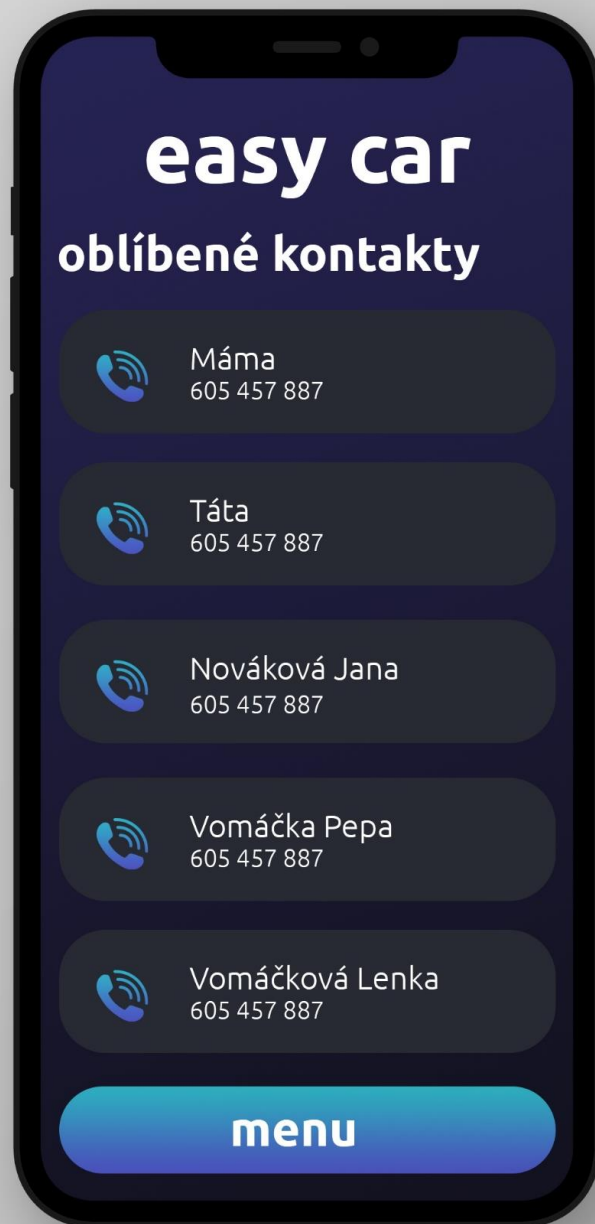 easy car
oblíbené kontakty
Máma
605 457 887
Táta
605 457 887
Nováková Jana
605 457 887
Vomáčka Pepa
605 457 887
Vomáčková Lenka
605 457 887
menu